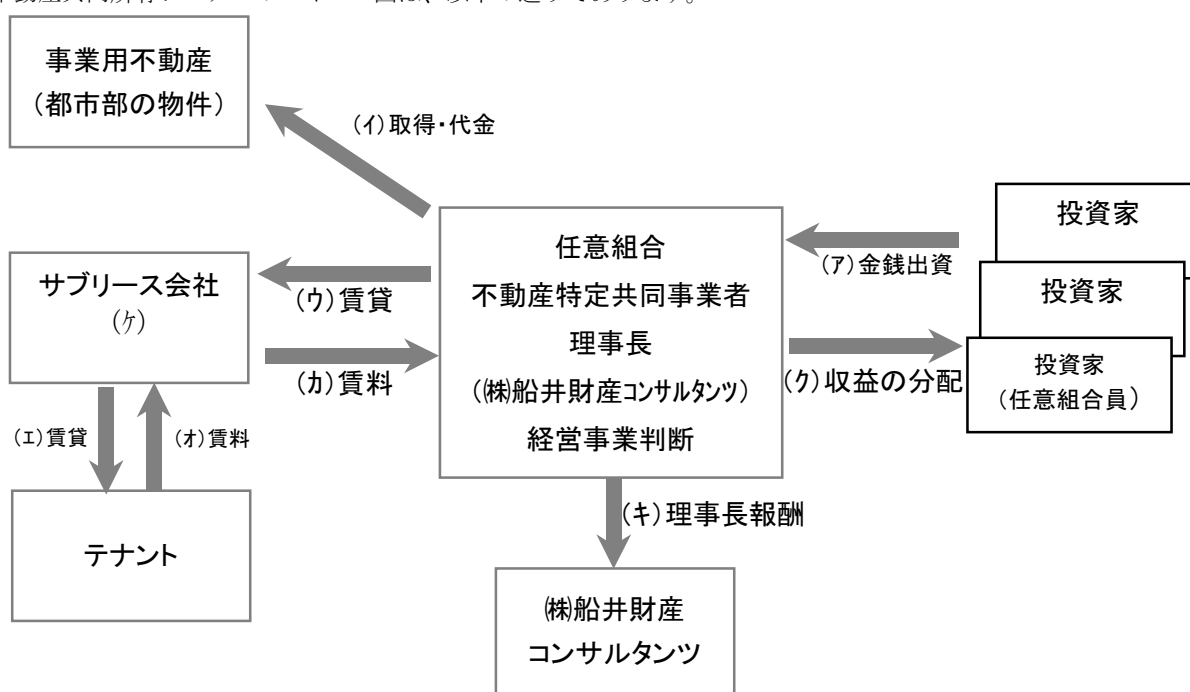 事業用不動産
（都市部の物件）
(イ)取得・代金
投資家
任意組合
不動産特定共同事業者
理事長
（㈱船井財産コンサルタンツ）
経営事業判断
(ア)金銭出資
投資家
サブリース会社
(ケ)
(ウ)賃貸
(カ)賃料
(ク)収益の分配
投資家
（任意組合員）
(エ)賃貸
(オ)賃料
テナント
(キ)理事長報酬
㈱船井財産
コンサルタンツ